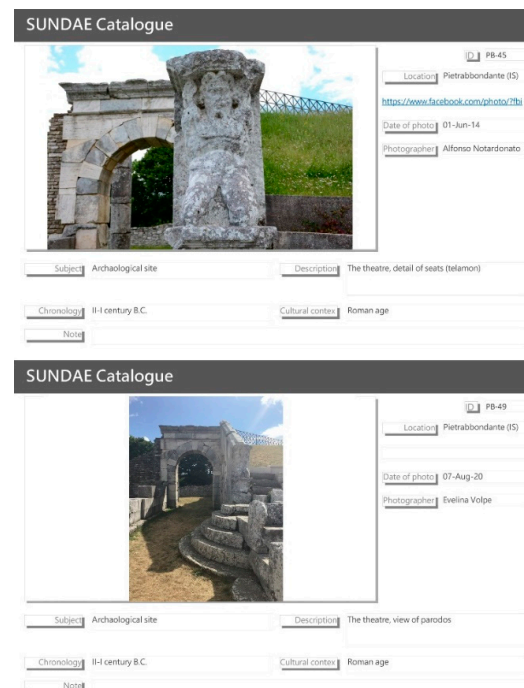 SUNDAE Catalogue
ID PB-45
Location Pietrabbondante (IS)
https://www.facebook.com/photo/?fbi
Date of photo 01-Jun-14
Photographer Alfonso Notardonato
Subject Archaological site Description The theatre, detail of seats (telamon)
Chronology II-I century B.C. Cultural contex Roman age
Note
SUNDAE Catalogue
ID PB-49
Location Pietrabbondante (IS)
Date of photo 07-Aug-20
Photographer Evelina Volpe
Subject Archaological site Description The theatre, view of parodos
Chronology II-I century B.C. Cultural contex Roman age
Note